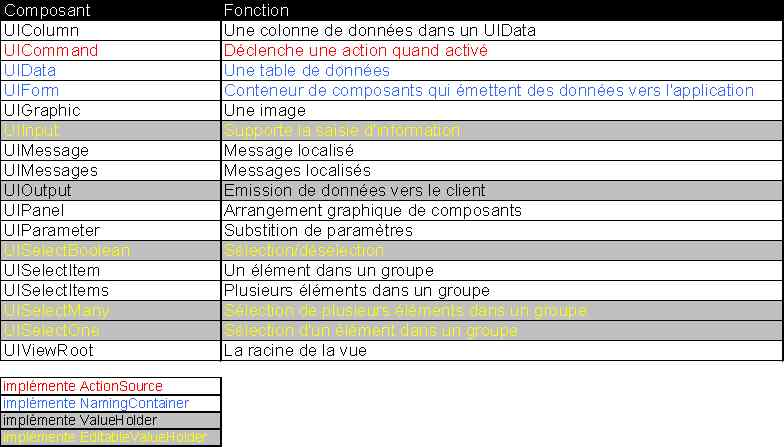 Composant Fonction
UIColumn Une colonne de données dans un UIData
UICommand Déclenche une action quand activé
UIData Une table de données
UIForm Conteneur de composants qui émettent des données vers l'application
UIGraphic Une image
UIInput Supporte la saisie d'information
UIMessage Message localisé
UIMessages Messages localisés
UIOutput Emission de données vers le client
UIPanel Arrangement graphique de composants
UIParameter Substition de paramètres
UISelectBoolean Sélection/désélection
UISelectItem Un élément dans un groupe
UISelectItems Plusieurs éléments dans un groupe
UISelectMany Sélection de plusieurs éléments dans un groupe
UISelectOne Sélection d'un élément dans un groupe
UIViewRoot La racine de la vue
implémente ActionSource
implémente NamingContainer
implémente ValueHolder
implémente EditableValueHolder